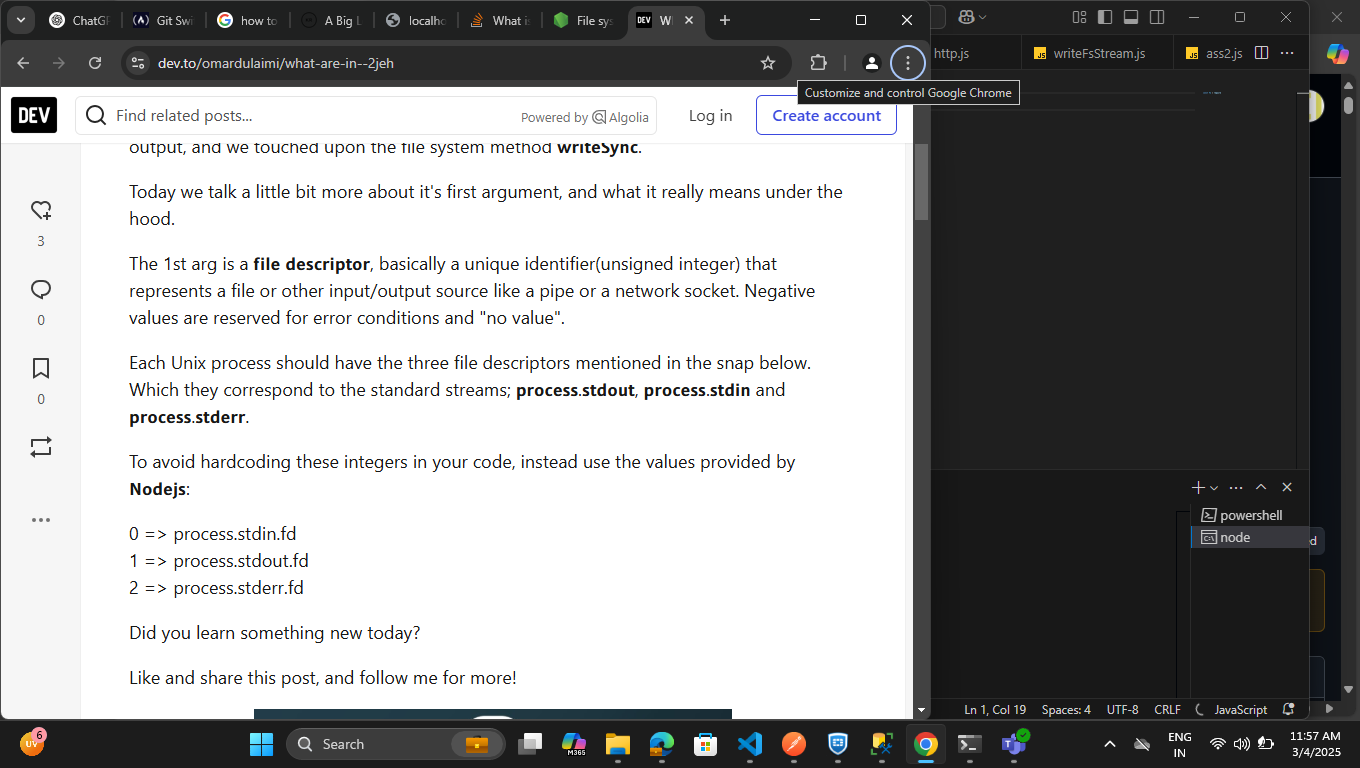 ChatGP
Git Swi
how to
A Big L
localho
What is
File sys
DEV
W
dev.to/omardulaimi/what-are-in--2jeh
Customize and control Google Chrome
http.js
writeFsStream.js
ass2.js
DEV
Find related posts...
Powered by Algolia
Log in
Create account
output, and we touched upon the file system method writeSync.
Today we talk a little bit more about it's first argument, and what it really means under the
hood.
3
The 1st arg is a file descriptor, basically a unique identifier(unsigned integer) that
represents a file or other input/output source like a pipe or a network socket. Negative
values are reserved for error conditions and "no value".
0
Each Unix process should have the three file descriptors mentioned in the snap below.
Which they correspond to the standard streams; process.stdout, process.stdin and
process.stderr.
0
To avoid hardcoding these integers in your code, instead use the values provided by
Nodejs:
0 => process.stdin.fd
1 => process.stdout.fd
2 => process.stderr.fd
Did you learn something new today?
Like and share this post, and follow me for more!
powershell
node
d
Ln 1, Col 19
Spaces: 4
UTF-8
CRLF
JavaScript
UV
6
Search
M365
ENG
IN
11:57 AM
3/4/2025